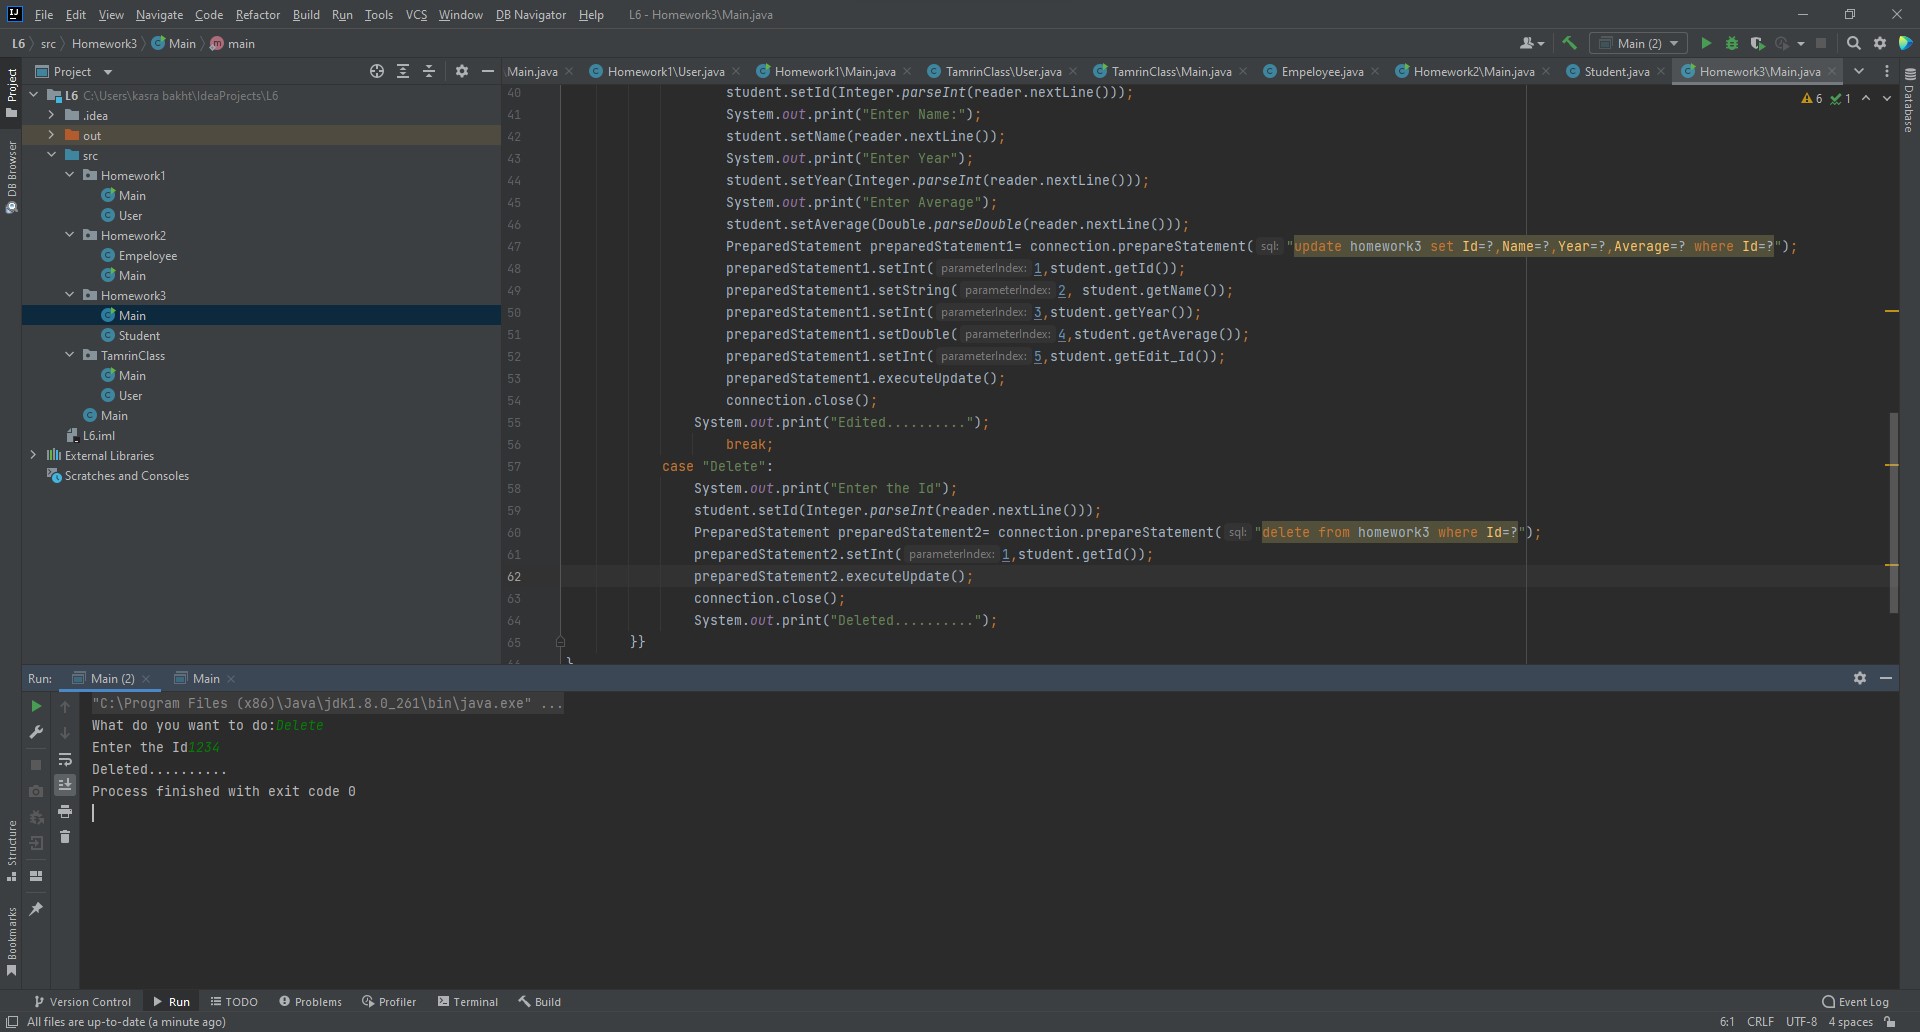 File Edit View Navigate Code Refactor Build Run Tools VCS Window DB Navigator Help L6 - Homework3\Main.java
L6 src Homework3 Main main
Main (2)
Project
Main.java Homework1\User.java Homework1\Main.java TamrinClass\User.java TamrinClass\Main.java Empeloyee.java Homework2\Main.java Student.java Homework3\Main.java
Project
DB Browser
Structure
Bookmarks
Database
L6 C:\Users\kasra bakht\IdeaProjects\L6
.idea
out
src
Homework1
Main
User
Homework2
Empeloyee
Main
Homework3
Main
Student
TamrinClass
Main
User
Main
L6.iml
External Libraries
Scratches and Consoles
6 1
40 student.setId(Integer.parseInt(reader.nextLine()));
41 System.out.print("Enter Name:");
42 student.setName(reader.nextLine());
43 System.out.print("Enter Year");
44 student.setYear(Integer.parseInt(reader.nextLine()));
45 System.out.print("Enter Average");
46 student.setAverage(Double.parseDouble(reader.nextLine()));
47 PreparedStatement preparedStatement1= connection.prepareStatement( sql: "update homework3 set Id=?,Name=?,Year=?,Average=? where Id=?");
48 preparedStatement1.setInt( parameterIndex: 1,student.getId());
49 preparedStatement1.setString( parameterIndex: 2, student.getName());
50 preparedStatement1.setInt( parameterIndex: 3,student.getYear());
51 preparedStatement1.setDouble( parameterIndex: 4,student.getAverage());
52 preparedStatement1.setInt( parameterIndex: 5,student.getEdit_Id());
53 preparedStatement1.executeUpdate();
54 connection.close();
55 System.out.print("Edited..........");
56 break;
57 case "Delete":
58 System.out.print("Enter the Id");
59 student.setId(Integer.parseInt(reader.nextLine()));
60 PreparedStatement preparedStatement2= connection.prepareStatement( sql: "delete from homework3 where Id=?");
61 preparedStatement2.setInt( parameterIndex: 1,student.getId());
62 preparedStatement2.executeUpdate();
63 connection.close();
64 System.out.print("Deleted..........");
65 }}
Run: Main (2) Main
"C:\Program Files (x86)\Java\jdk1.8.0_261\bin\java.exe" ...
What do you want to do:Delete
Enter the Id1234
Deleted..........
Process finished with exit code 0
Version Control Run TODO Problems Profiler Terminal Build Event Log
All files are up-to-date (a minute ago) 6:1 CRLF UTF-8 4 spaces